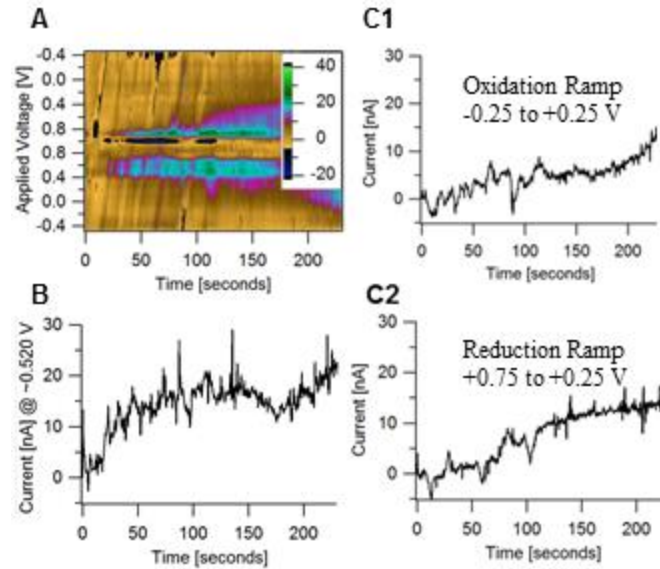 A
-0.4
0.0
0.4
0.8
0.8
0.4
0.0
-0.4
Applied Voltage [V]
40
20
0
-20
0
50
100
150
200
Time [seconds]
B
30
20
10
0
Current [nA] @ ~0.520 V
0
50
100
150
200
Time [seconds]
C1
30
20
10
0
Current [nA]
Oxidation Ramp
-0.25 to +0.25 V
0
50
100
150
200
Time [seconds]
C2
30
20
10
0
Current [nA]
Reduction Ramp
+0.75 to +0.25 V
0
50
100
150
200
Time [seconds]